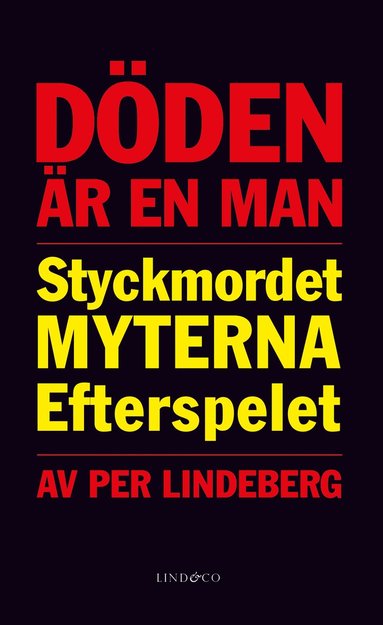 DÖDEN
ÄR EN MAN
Styckmordet
MYTERNA
Efterspelet
AV PER LINDEBERG
LIND&CO